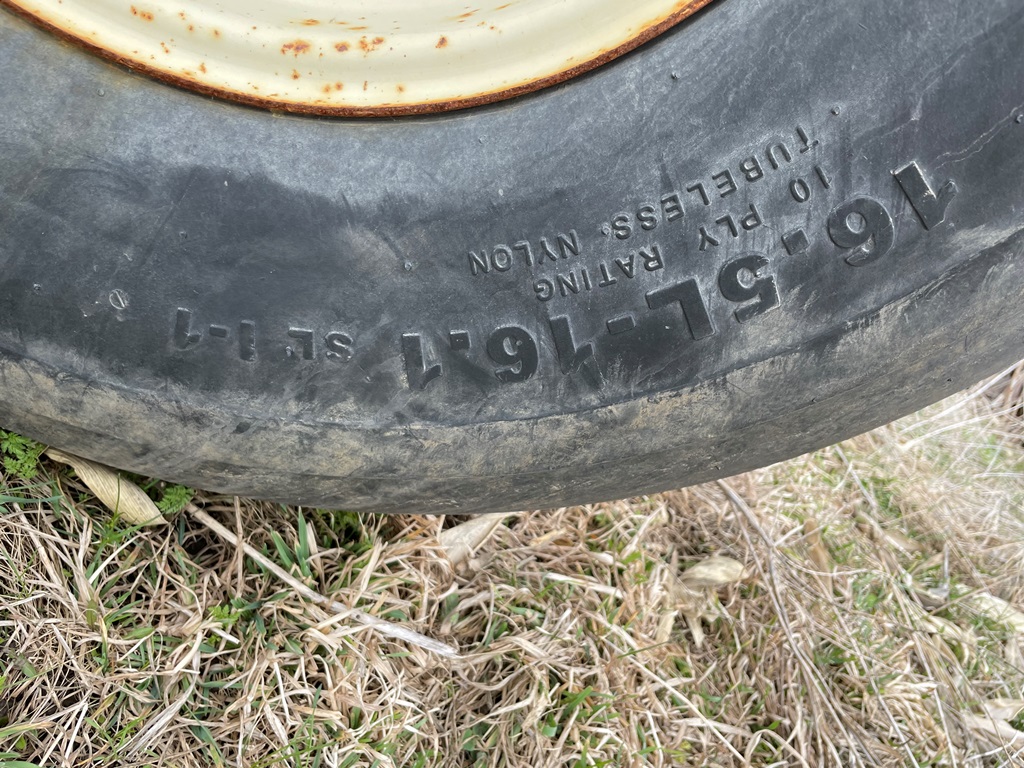 16.5L-16.1 SL I-1
10 PLY RATING
TUBELESS. NYLON